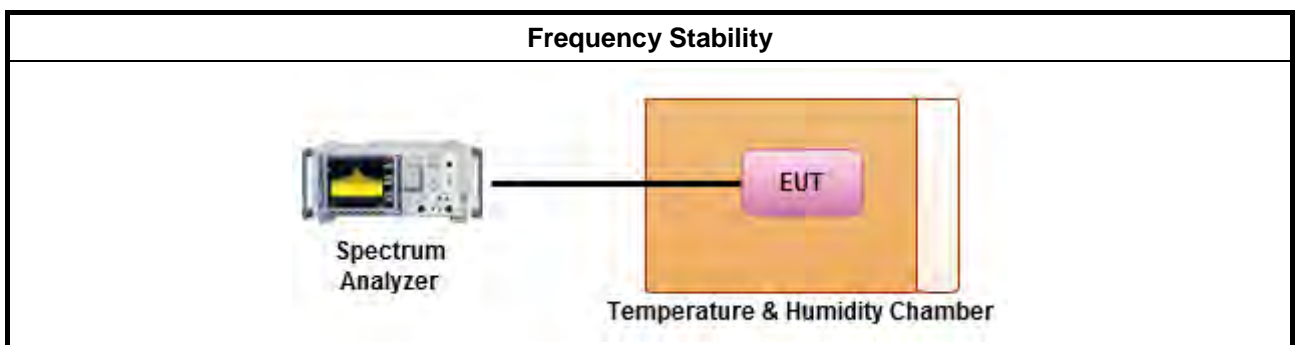 Frequency Stability
EUT
Spectrum
Analyzer
Temperature & Humidity Chamber